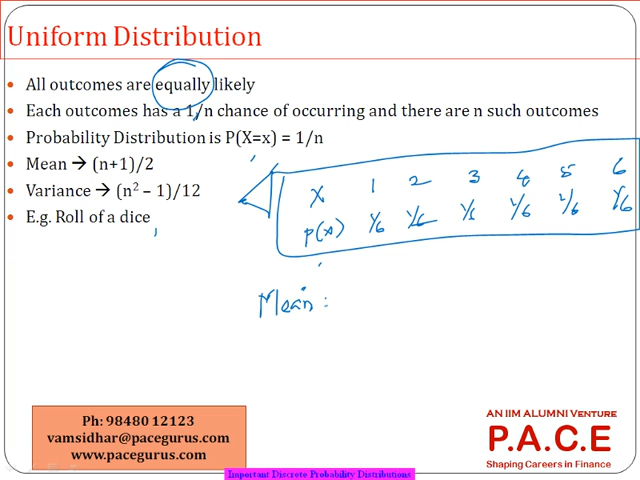 Uniform Distribution
• All outcomes are equally likely
• Each outcomes has a 1/n chance of occurring and there are n such outcomes
• Probability Distribution is P(X=x) = 1/n
• Mean → (n+1)/2
• Variance → (n² – 1)/12
• E.g. Roll of a dice
X 1 2 3 4 5 6
P(x) 1/6 1/6 1/6 1/6 1/6 1/6
Mean :
Ph: 98480 12123
vamsidhar@pacegurus.com
www.pacegurus.com
AN IIM ALUMNI VENTURE
P.A.C.E
Shaping Careers in Finance
Important Discrete Probability Distributions